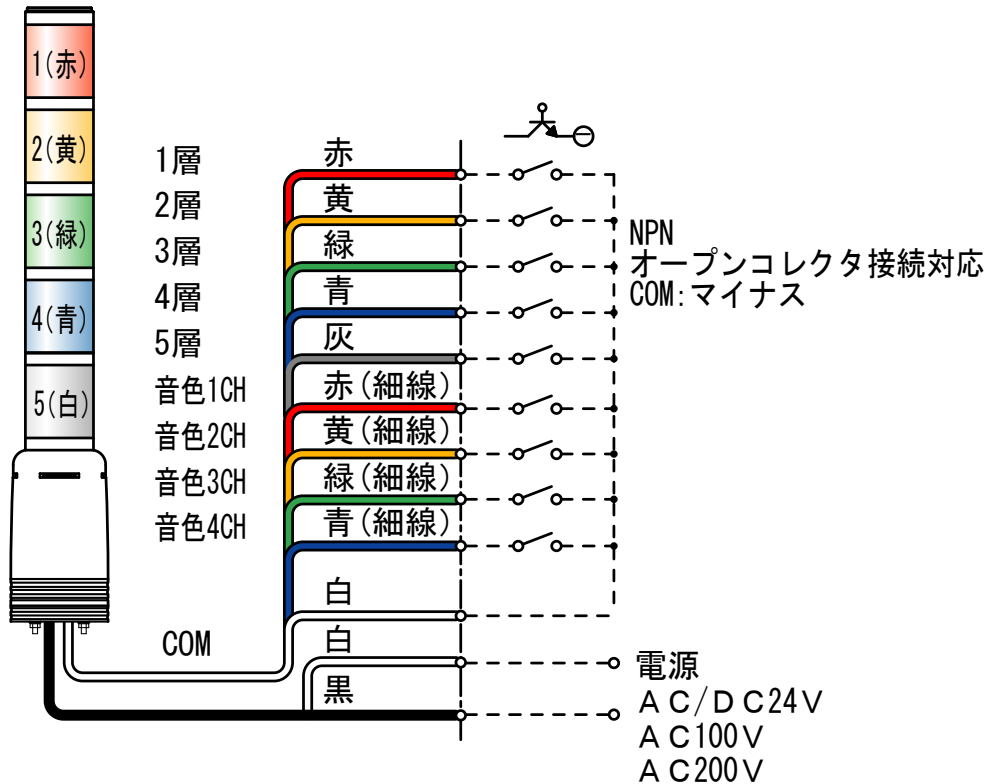 1(赤)
2(黄)
3(緑)
4(青)
5(白)
1層
2層
3層
4層
5層
音色1CH
音色2CH
音色3CH
音色4CH
COM
赤
黄
緑
青
灰
赤(細線)
黄(細線)
緑(細線)
青(細線)
白
白
黒
NPN
オープンコレクタ接続対応
COM:マイナス
電源
AC/DC24V
AC100V
AC200V